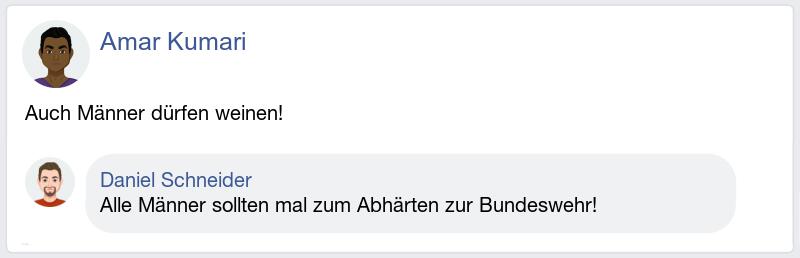 Amar Kumari
Auch Männer dürfen weinen!
Daniel Schneider
Alle Männer sollten mal zum Abhärten zur Bundeswehr!